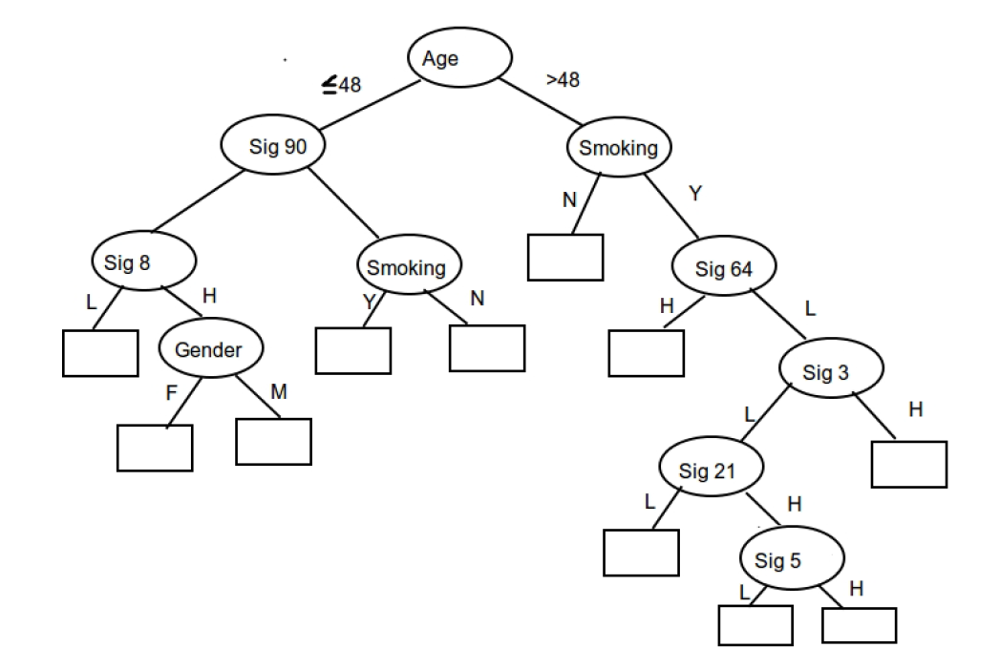 Age
≤48
>48
Sig 90
Smoking
N
Y
Sig 8
Smoking
Sig 64
L
H
Y
N
H
L
Gender
Sig 3
F
M
L
H
Sig 21
L
H
Sig 5
L
H